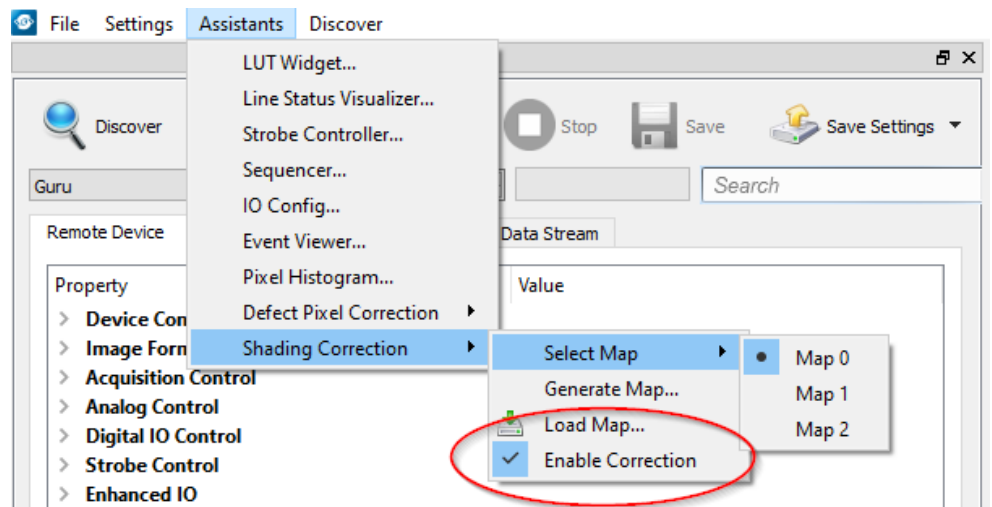 File Settings Assistants Discover
LUT Widget...
Line Status Visualizer...
Strobe Controller...
Sequencer...
IO Config...
Event Viewer...
Pixel Histogram...
Defect Pixel Correction
Shading Correction
Select Map
Generate Map...
Load Map...
Enable Correction
Map 0
Map 1
Map 2
Discover Stop Save Save Settings
Guru Search
Remote Device Data Stream
Property Value
Device Con
Image Form
Acquisition Control
Analog Control
Digital IO Control
Strobe Control
Enhanced IO